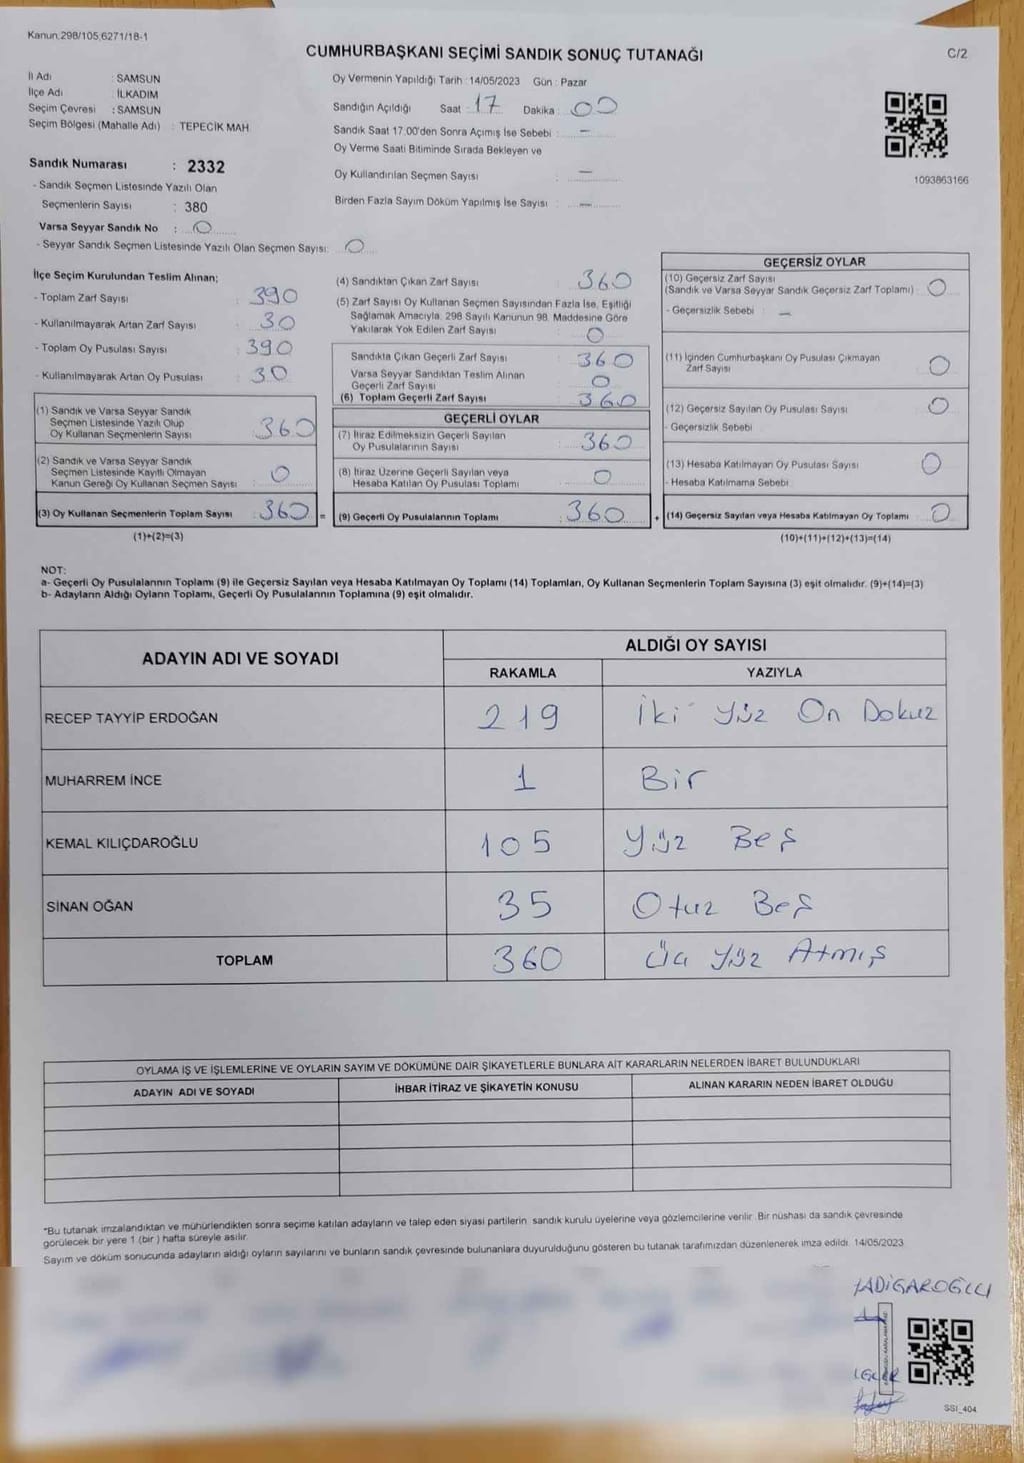 Kanun.298/105,6271/18-1
CUMHURBAŞKANI SEÇİMİ SANDIK SONUÇ TUTANAĞI
C/2
İl Adı : SAMSUN
İlçe Adı : İLKADIM
Seçim Çevresi : SAMSUN
Seçim Bölgesi (Mahalle Adı) : TEPECİK MAH.
Sandık Numarası : 2332
- Sandık Seçmen Listesinde Yazılı Olan
Seçmenlerin Sayısı : 380
Varsa Seyyar Sandık No : 0
- Seyyar Sandık Seçmen Listesinde Yazılı Olan Seçmen Sayısı: 0
Oy Vermenin Yapıldığı Tarih : 14/05/2023 Gün : Pazar
Sandığın Açıldığı Saat : 17 Dakika : 00
Sandık Saat 17.00'den Sonra Açımış İse Sebebi : -
Oy Verme Saati Bitiminde Sırada Bekleyen ve
Oy Kullandırılan Seçmen Sayısı : -
Birden Fazla Sayım Döküm Yapılmış İse Sayısı : -
1093863166
İlçe Seçim Kurulundan Teslim Alınan;
- Toplam Zarf Sayısı : 390
- Kullanılmayarak Artan Zarf Sayısı : 30
- Toplam Oy Pusulası Sayısı : 390
- Kullanılmayarak Artan Oy Pusulası : 30
(1) Sandık ve Varsa Seyyar Sandık
Seçmen Listesinde Yazılı Olup
Oy Kullanan Seçmenlerin Sayısı : 360
(2) Sandık ve Varsa Seyyar Sandık
Seçmen Listesinde Kayıtlı Olmayan
Kanun Gereği Oy Kullanan Seçmen Sayısı : 0
(3) Oy Kullanan Seçmenlerin Toplam Sayısı : 360 =
(1)+(2)=(3)
(4) Sandıktan Çıkan Zarf Sayısı : 360
(5) Zarf Sayısı Oy Kullanan Seçmen Sayısından Fazla İse, Eşitliği
Sağlamak Amacıyla, 298 Sayılı Kanunun 98. Maddesine Göre
Yakılarak Yok Edilen Zarf Sayısı : 0
Sandıkta Çıkan Geçerli Zarf Sayısı : 360
Varsa Seyyar Sandıktan Teslim Alınan
Geçerli Zarf Sayısı : 0
(6) Toplam Geçerli Zarf Sayısı : 360
GEÇERLİ OYLAR
(7) İtiraz Edilmeksizin Geçerli Sayılan
Oy Pusulalarının Sayısı : 360
(8) İtiraz Üzerine Geçerli Sayılan veya
Hesaba Katılan Oy Pusulası Toplamı : 0
(9) Geçerli Oy Pusulalarının Toplamı : 360 +
GEÇERSİZ OYLAR
(10) Geçersiz Zarf Sayısı
(Sandık ve Varsa Seyyar Sandık Geçersiz Zarf Toplamı) : 0
- Geçersizlik Sebebi : -
(11) İçinden Cumhurbaşkanı Oy Pusulası Çıkmayan
Zarf Sayısı : 0
(12) Geçersiz Sayılan Oy Pusulası Sayısı : 0
- Geçersizlik Sebebi
(13) Hesaba Katılmayan Oy Pusulası Sayısı : 0
- Hesaba Katılmama Sebebi
(14) Geçersiz Sayılan veya Hesaba Katılmayan Oy Toplamı : 0
(10)+(11)+(12)+(13)=(14)
NOT:
a- Geçerli Oy Pusulalarının Toplamı (9) ile Geçersiz Sayılan veya Hesaba Katılmayan Oy Toplamı (14) Toplamları, Oy Kullanan Seçmenlerin Toplam Sayısına (3) eşit olmalıdır. (9)+(14)=(3)
b- Adayların Aldığı Oyların Toplamı, Geçerli Oy Pusulalarının Toplamına (9) eşit olmalıdır.
ADAYIN ADI VE SOYADI
ALDIĞI OY SAYISI
RAKAMLA YAZIYLA
RECEP TAYYİP ERDOĞAN 219 İki Yüz On Dokuz
MUHARREM İNCE 1 Bir
KEMAL KILIÇDAROĞLU 105 Yüz Beş
SİNAN OĞAN 35 Otuz Beş
TOPLAM 360 Üç Yüz Atmış
OYLAMA İŞ VE İŞLEMLERİNE VE OYLARIN SAYIM VE DÖKÜMÜNE DAİR ŞİKAYETLERLE BUNLARA AİT KARARLARIN NELERDEN İBARET BULUNDUKLARI
ADAYIN ADI VE SOYADI İHBAR İTİRAZ VE ŞİKAYETİN KONUSU ALINAN KARARIN NEDEN İBARET OLDUĞU
*Bu tutanak imzalandıktan ve mühürlendikten sonra seçime katılan adayların ve talep eden siyasi partilerin sandık kurulu üyelerine veya gözlemcilerine verilir. Bir nüshası da sandık çevresinde
görülecek bir yere 1 (bir ) hafta süreyle asılır.
Sayım ve döküm sonucunda adayların aldığı oyların sayılarını ve bunların sandık çevresinde bulunanlara duyurulduğunu gösteren bu tutanak tarafımızdan düzenlenerek imza edildi. 14/05/2023
SSI_404